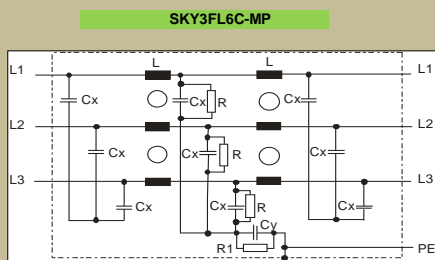 SKY3FL6C-MP
L L
L1 L1
Cx Cx R Cx
L2 L2
Cx Cx R Cx
L3 L3
Cx Cx R Cx
Cy
R1
PE